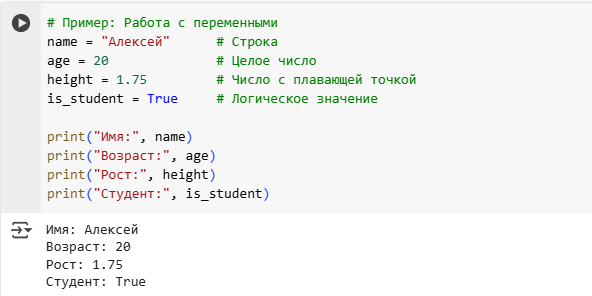 # Пример: Работа с переменными
name = "Алексей"      # Строка
age = 20              # Целое число
height = 1.75         # Число с плавающей точкой
is_student = True     # Логическое значение

print("Имя:", name)
print("Возраст:", age)
print("Рост:", height)
print("Студент:", is_student)
Имя: Алексей
Возраст: 20
Рост: 1.75
Студент: True